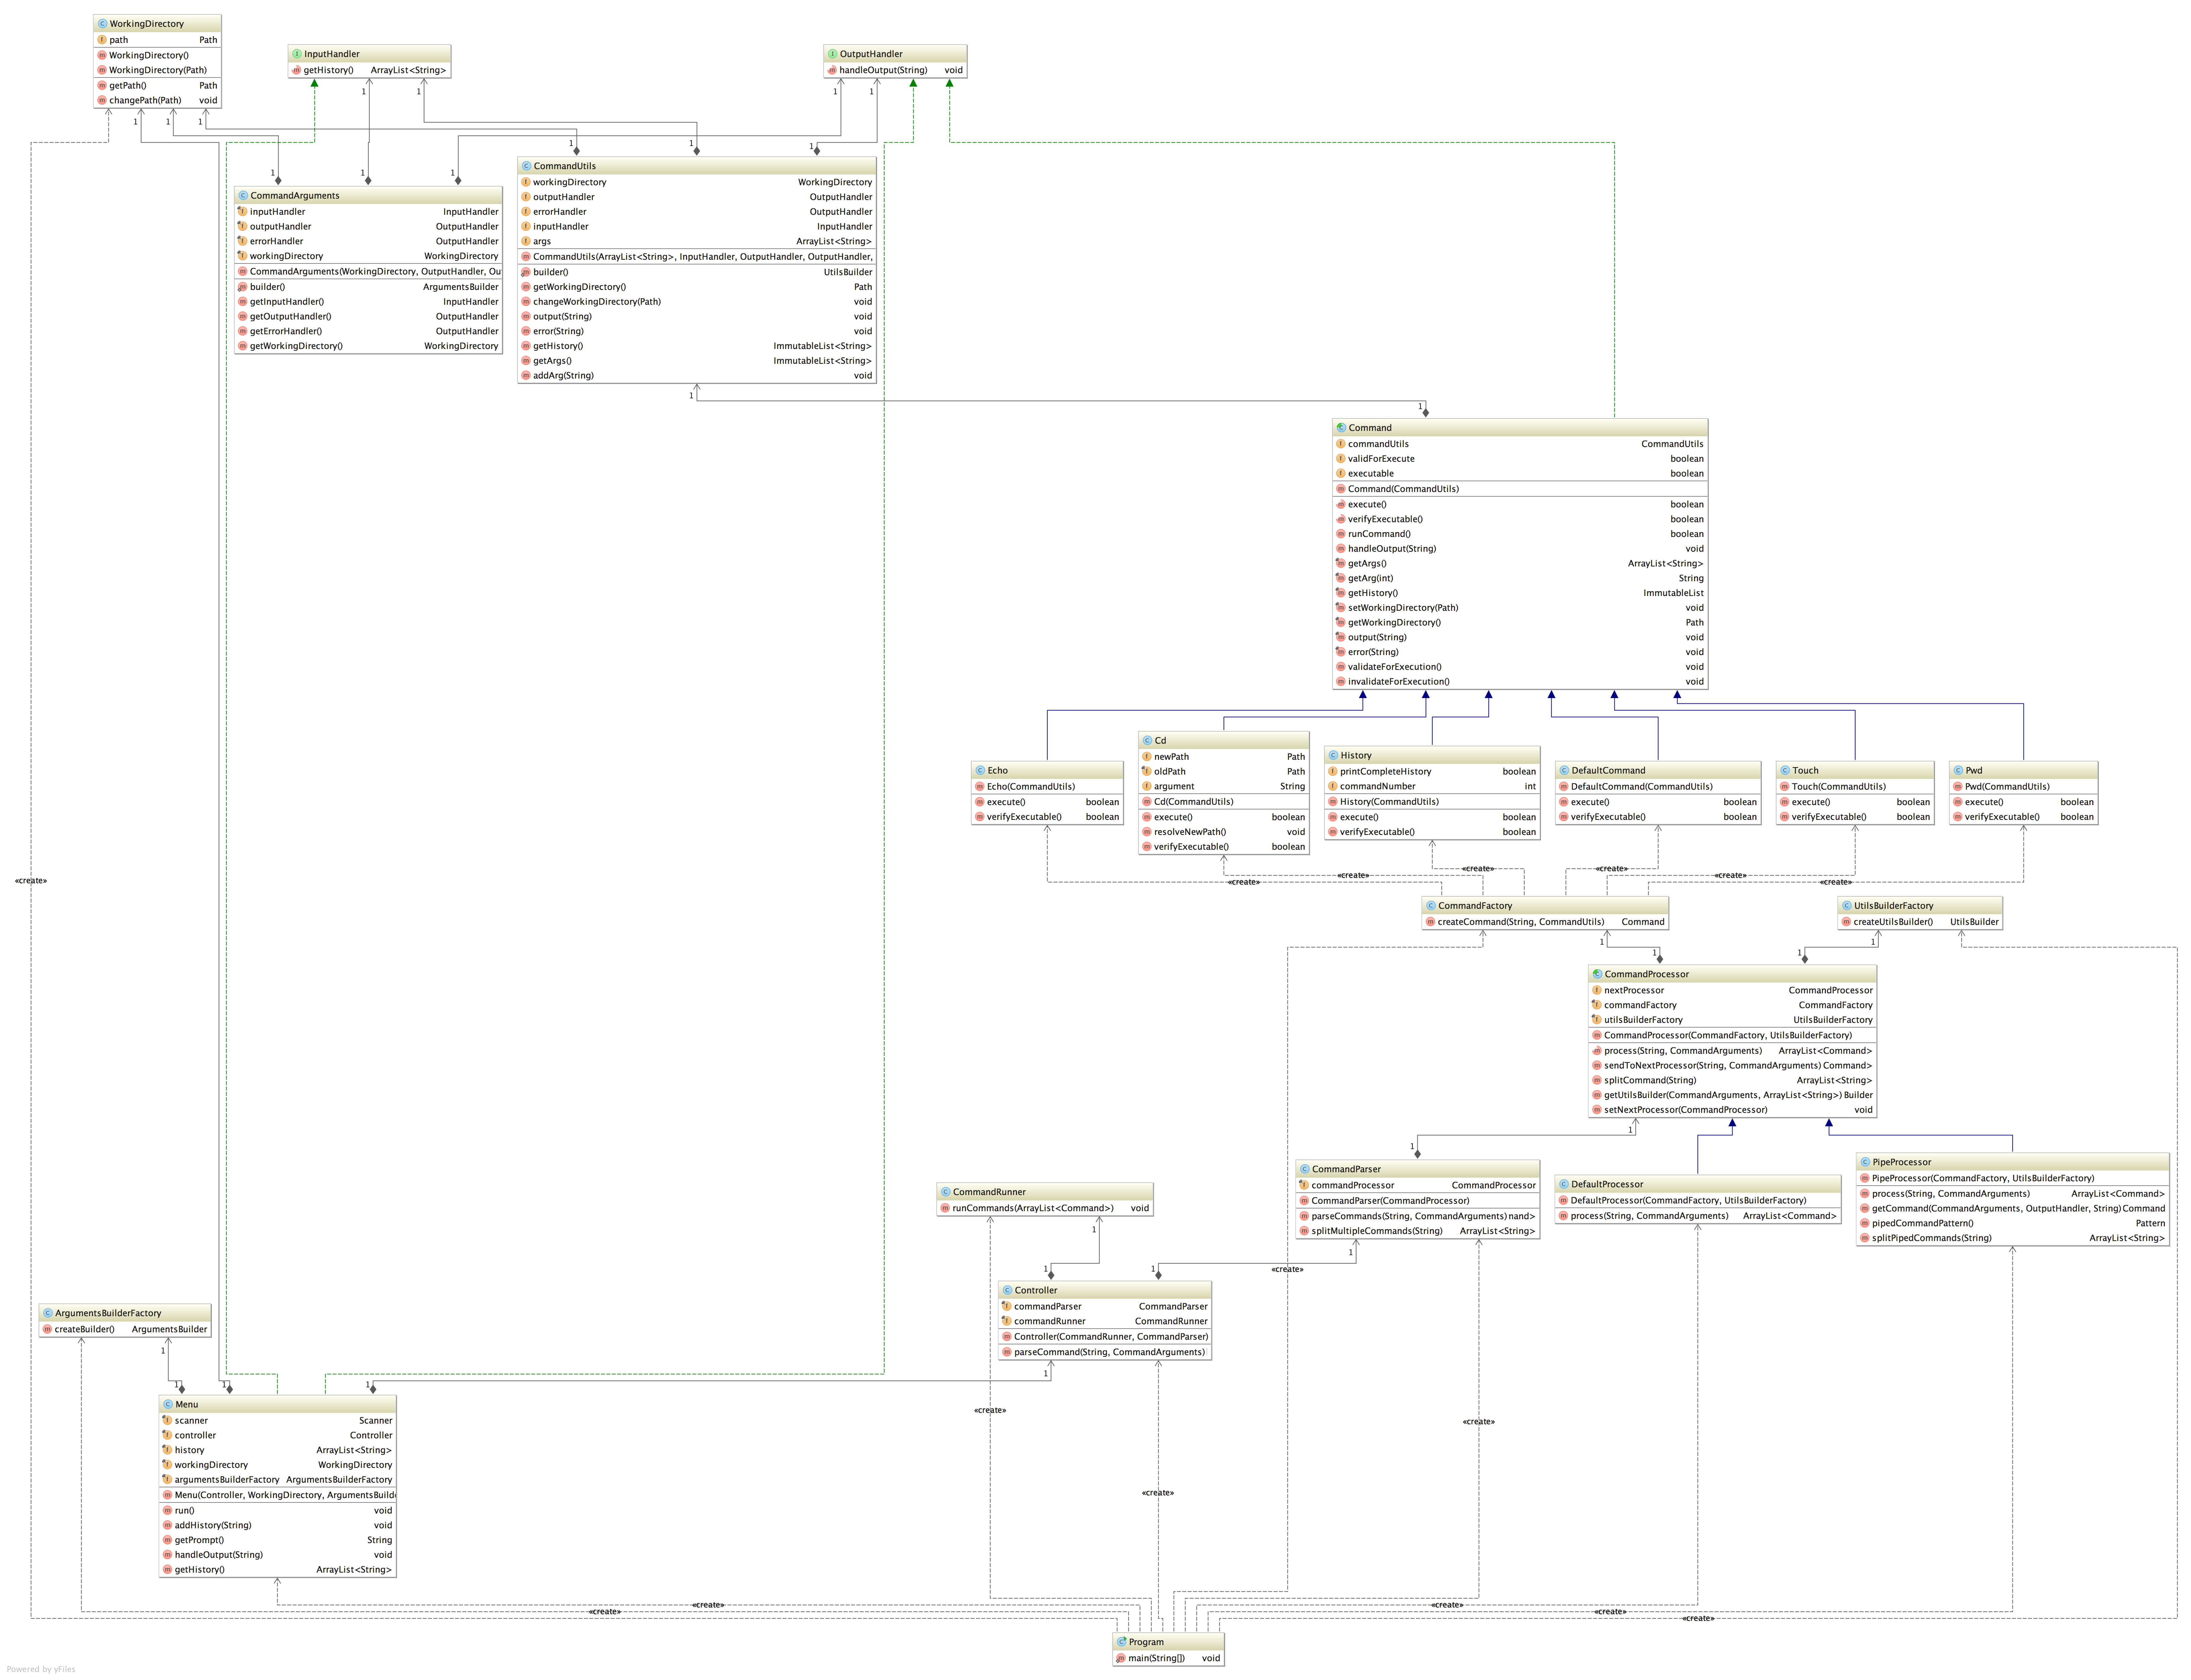 WorkingDirectory
path Path
WorkingDirectory()
WorkingDirectory(Path)
getPath() Path
changePath(Path) void
InputHandler
getHistory() ArrayList<String>
OutputHandler
handleOutput(String) void
1 1 1
1 1
1 1
1 1 1
1 1 1
CommandArguments
inputHandler InputHandler
outputHandler OutputHandler
errorHandler OutputHandler
workingDirectory WorkingDirectory
CommandArguments(WorkingDirectory, OutputHandler, Ou
builder() ArgumentsBuilder
getInputHandler() InputHandler
getOutputHandler() OutputHandler
getErrorHandler() OutputHandler
getWorkingDirectory() WorkingDirectory
CommandUtils
workingDirectory WorkingDirectory
outputHandler OutputHandler
errorHandler OutputHandler
inputHandler InputHandler
args ArrayList<String>
CommandUtils(ArrayList<String>, InputHandler, OutputHandler, OutputHandler,
builder() UtilsBuilder
getWorkingDirectory() Path
changeWorkingDirectory(Path) void
output(String) void
error(String) void
getHistory() ImmutableList<String>
getArgs() ImmutableList<String>
addArg(String) void
1
1
Command
commandUtils CommandUtils
validForExecute boolean
executable boolean
Command(CommandUtils)
execute() boolean
verifyExecutable() boolean
runCommand() boolean
handleOutput(String) void
getArgs() ArrayList<String>
getArg(int) String
getHistory() ImmutableList
setWorkingDirectory(Path) void
getWorkingDirectory() Path
output(String) void
error(String) void
validateForExecution() void
invalidateForExecution() void
Echo
Echo(CommandUtils)
execute() boolean
verifyExecutable() boolean
Cd
newPath Path
oldPath Path
argument String
Cd(CommandUtils)
execute() boolean
resolveNewPath() void
verifyExecutable() boolean
History
printCompleteHistory boolean
commandNumber int
History(CommandUtils)
execute() boolean
verifyExecutable() boolean
DefaultCommand
DefaultCommand(CommandUtils)
execute() boolean
verifyExecutable() boolean
Touch
Touch(CommandUtils)
execute() boolean
verifyExecutable() boolean
Pwd
Pwd(CommandUtils)
execute() boolean
verifyExecutable() boolean
«create» «create»
«create» «create»
«create» «create» «create»
CommandFactory
createCommand(String, CommandUtils) Command
UtilsBuilderFactory
createUtilsBuilder() UtilsBuilder
1 1
1 1
CommandProcessor
nextProcessor CommandProcessor
commandFactory CommandFactory
utilsBuilderFactory UtilsBuilderFactory
CommandProcessor(CommandFactory, UtilsBuilderFactory)
process(String, CommandArguments) ArrayList<Command>
sendToNextProcessor(String, CommandArguments) Command>
splitCommand(String) ArrayList<String>
getUtilsBuilder(CommandArguments, ArrayList<String>) Builder
setNextProcessor(CommandProcessor) void
1
1
CommandParser
commandProcessor CommandProcessor
CommandParser(CommandProcessor)
parseCommands(String, CommandArguments) nand>
splitMultipleCommands(String) ArrayList<String>
DefaultProcessor
DefaultProcessor(CommandFactory, UtilsBuilderFactory)
process(String, CommandArguments) ArrayList<Command>
PipeProcessor
PipeProcessor(CommandFactory, UtilsBuilderFactory)
process(String, CommandArguments) ArrayList<Command>
getCommand(CommandArguments, OutputHandler, String) Command
pipedCommandPattern() Pattern
splitPipedCommands(String) ArrayList<String>
CommandRunner
runCommands(ArrayList<Command>) void
1
1
1 1 «create»
Controller
commandParser CommandParser
commandRunner CommandRunner
Controller(CommandRunner, CommandParser)
parseCommand(String, CommandArguments)
ArgumentsBuilderFactory
createBuilder() ArgumentsBuilder
1
1
1 1 1
Menu
scanner Scanner
controller Controller
history ArrayList<String>
workingDirectory WorkingDirectory
argumentsBuilderFactory ArgumentsBuilderFactory
Menu(Controller, WorkingDirectory, ArgumentsBuild
run() void
addHistory(String) void
getPrompt() String
handleOutput(String) void
getHistory() ArrayList<String>
«create»
«create»
«create»
«create» «create»
«create» «create»
«create»
Program
main(String[]) void
Powered by yFiles